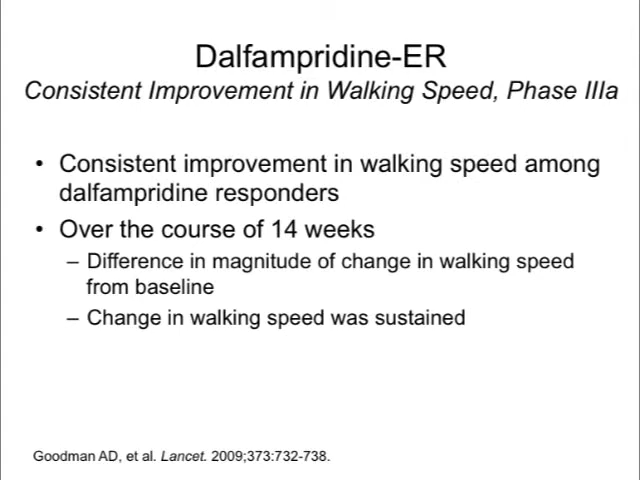 Dalfampridine-ER
Consistent Improvement in Walking Speed, Phase IIIa
• Consistent improvement in walking speed among
dalfampridine responders
• Over the course of 14 weeks
– Difference in magnitude of change in walking speed
from baseline
– Change in walking speed was sustained
Goodman AD, et al. Lancet. 2009;373:732-738.